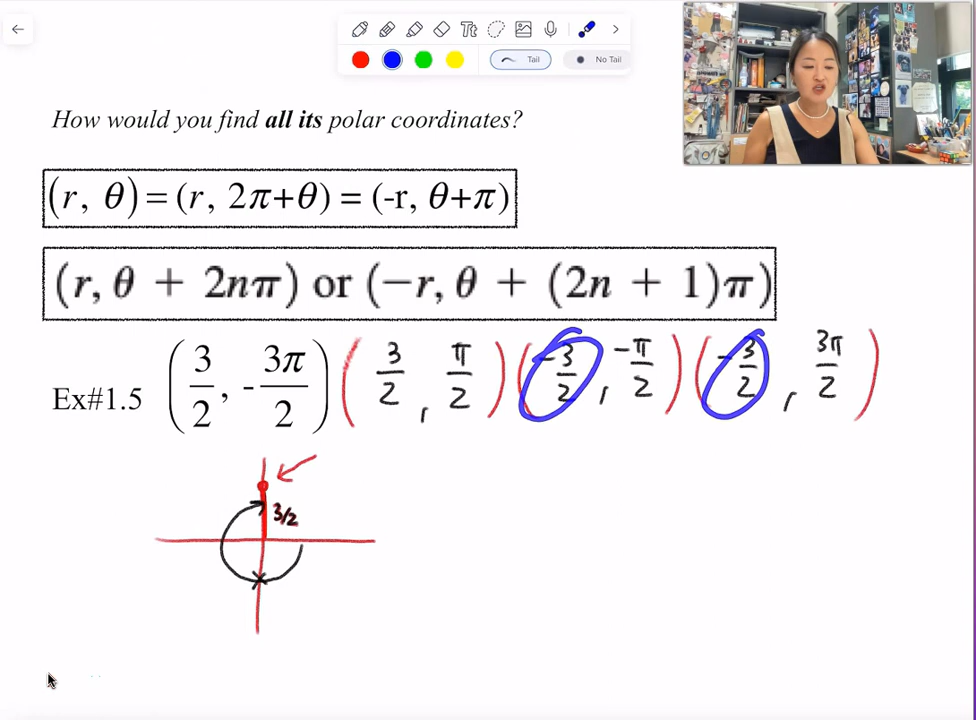 Tt
Tail
No Tail
How would you find all its polar coordinates?
(r, θ) = (r, 2π+θ) = (-r, θ+π)
(r, θ + 2nπ) or (−r, θ + (2n + 1)π)
Ex#1.5 (3/2, -3π/2) (3/2, π/2) (-3/2, -π/2) (-3/2, 3π/2)
3/2